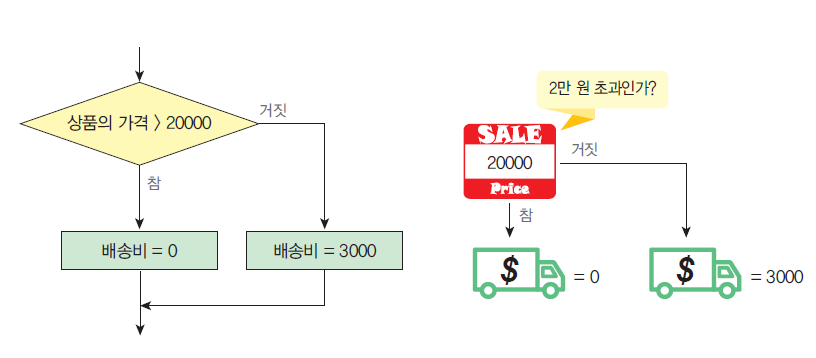 상품의 가격 > 20000
거짓
참
배송비 = 0
배송비 = 3000
2만 원 초과인가?
SALE
20000
Price
거짓
참
$ = 0
$ = 3000